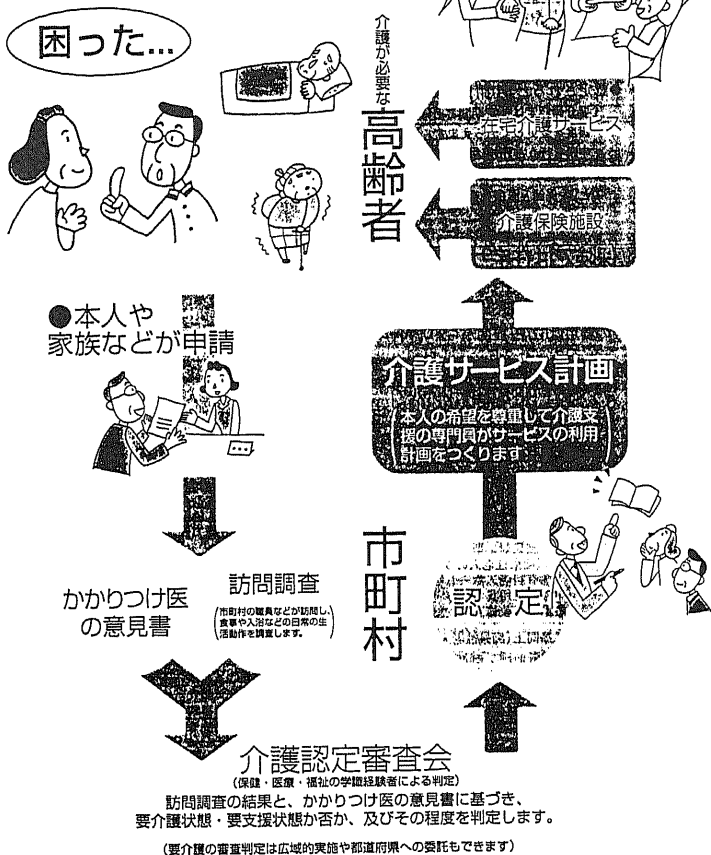 困った...
介護が必要な
高齢者
在宅介護サービス
介護保険施設
●本人や
家族などが申請
介護サービス計画
(本人の希望を尊重して介護支
援の専門員がサービスの利用
計画をつくります)
かかりつけ医
の意見書
訪問調査
(市町村の職員などが訪問し、
食事や入浴などの日常の生
活動作を調査します。)
市町村
認定
介護認定審査会
(保健・医療・福祉の学識経験者による判定)
訪問調査の結果と、かかりつけ医の意見書に基づき、
要介護状態・要支援状態か否か、及びその程度を判定します。
(要介護の審査判定は広域的実施や都道府県への委託もできます)